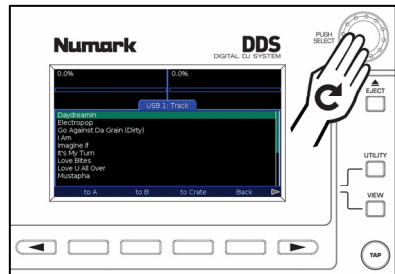 PUSH
SELECT
Numark
DDS
DIGITAL DJ SYSTEM
0.0%
0.0%
EJECT
USB 1: Track
Daydreamin
Electropop
Go Against Da Grain (Dirty)
I Am
Imagine If
It's My Turn
Love Bites
Love U All Over
Mustapha
UTILITY
VIEW
to A to B to Crate Back
TAP